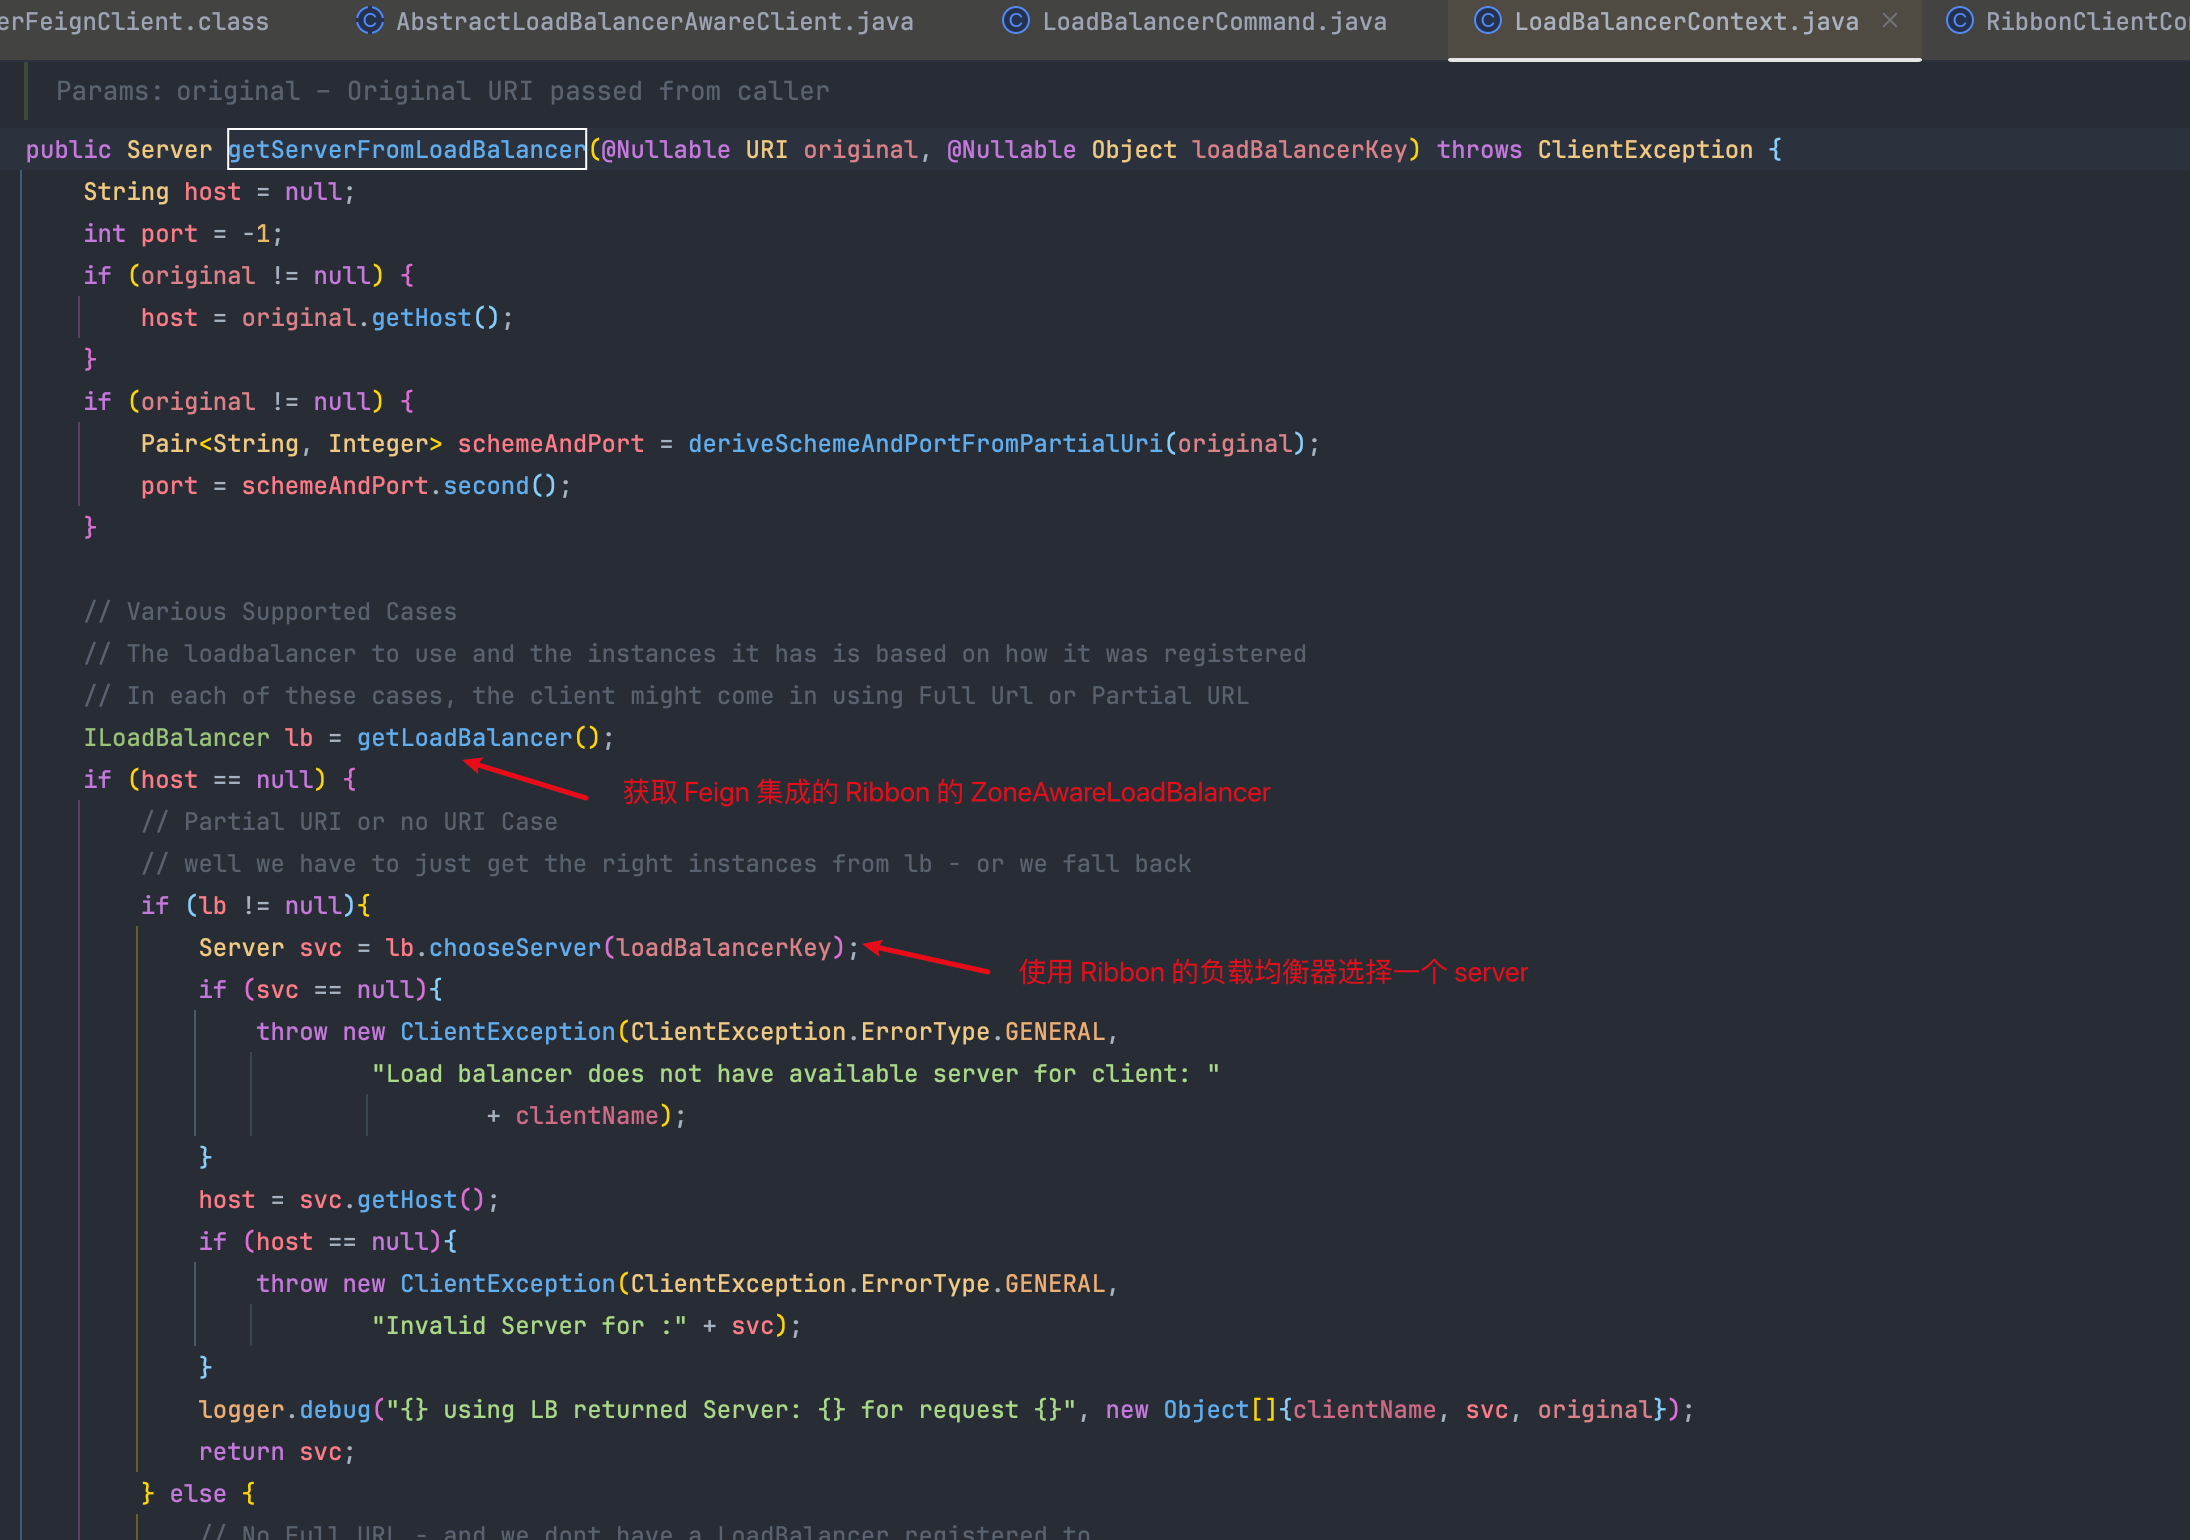 erFeignClient.class AbstractLoadBalancerAwareClient.java LoadBalancerCommand.java LoadBalancerContext.java RibbonClientCo
Params: original – Original URI passed from caller
public Server getServerFromLoadBalancer(@Nullable URI original, @Nullable Object loadBalancerKey) throws ClientException {
String host = null;
int port = -1;
if (original != null) {
host = original.getHost();
}
if (original != null) {
Pair<String, Integer> schemeAndPort = deriveSchemeAndPortFromPartialUri(original);
port = schemeAndPort.second();
}
// Various Supported Cases
// The loadbalancer to use and the instances it has is based on how it was registered
// In each of these cases, the client might come in using Full Url or Partial URL
ILoadBalancer lb = getLoadBalancer();
if (host == null) {
获取 Feign 集成的 Ribbon 的 ZoneAwareLoadBalancer
// Partial URI or no URI Case
// well we have to just get the right instances from lb - or we fall back
if (lb != null){
Server svc = lb.chooseServer(loadBalancerKey);
使用 Ribbon 的负载均衡器选择一个 server
if (svc == null){
throw new ClientException(ClientException.ErrorType.GENERAL,
"Load balancer does not have available server for client: "
+ clientName);
}
host = svc.getHost();
if (host == null){
throw new ClientException(ClientException.ErrorType.GENERAL,
"Invalid Server for :" + svc);
}
logger.debug("{} using LB returned Server: {} for request {}", new Object[]{clientName, svc, original});
return svc;
} else {
// No Full URL - and we dont have a LoadBalancer registered to